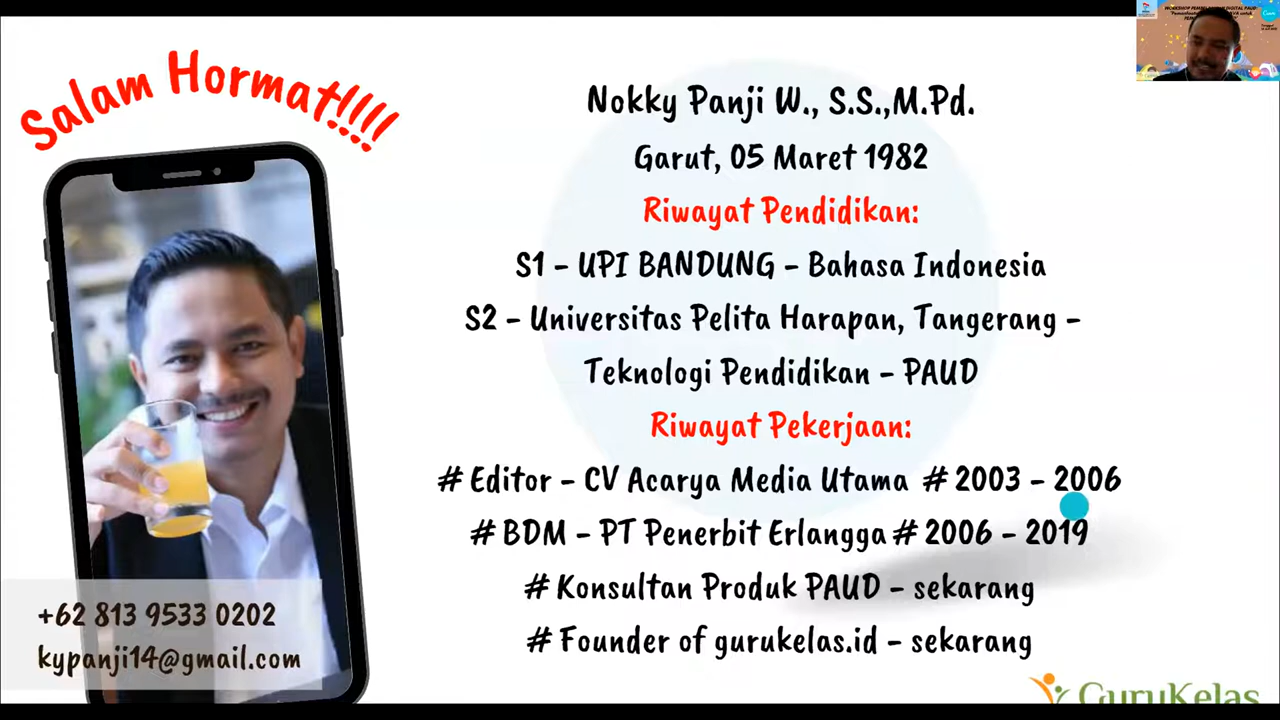 Salam Hormat!!!!
Nokky Panji W., S.S.,M.Pd.
Garut, 05 Maret 1982
Riwayat Pendidikan:
S1 - UPI BANDUNG - Bahasa Indonesia
S2 - Universitas Pelita Harapan, Tangerang -
Teknologi Pendidikan - PAUD
Riwayat Pekerjaan:
# Editor - CV Acarya Media Utama # 2003 - 2006
# BDM - PT Penerbit Erlangga # 2006 - 2019
# Konsultan Produk PAUD - sekarang
# Founder of gurukelas.id - sekarang
+62 813 9533 0202
kypanji14@gmail.com
GuruKelas